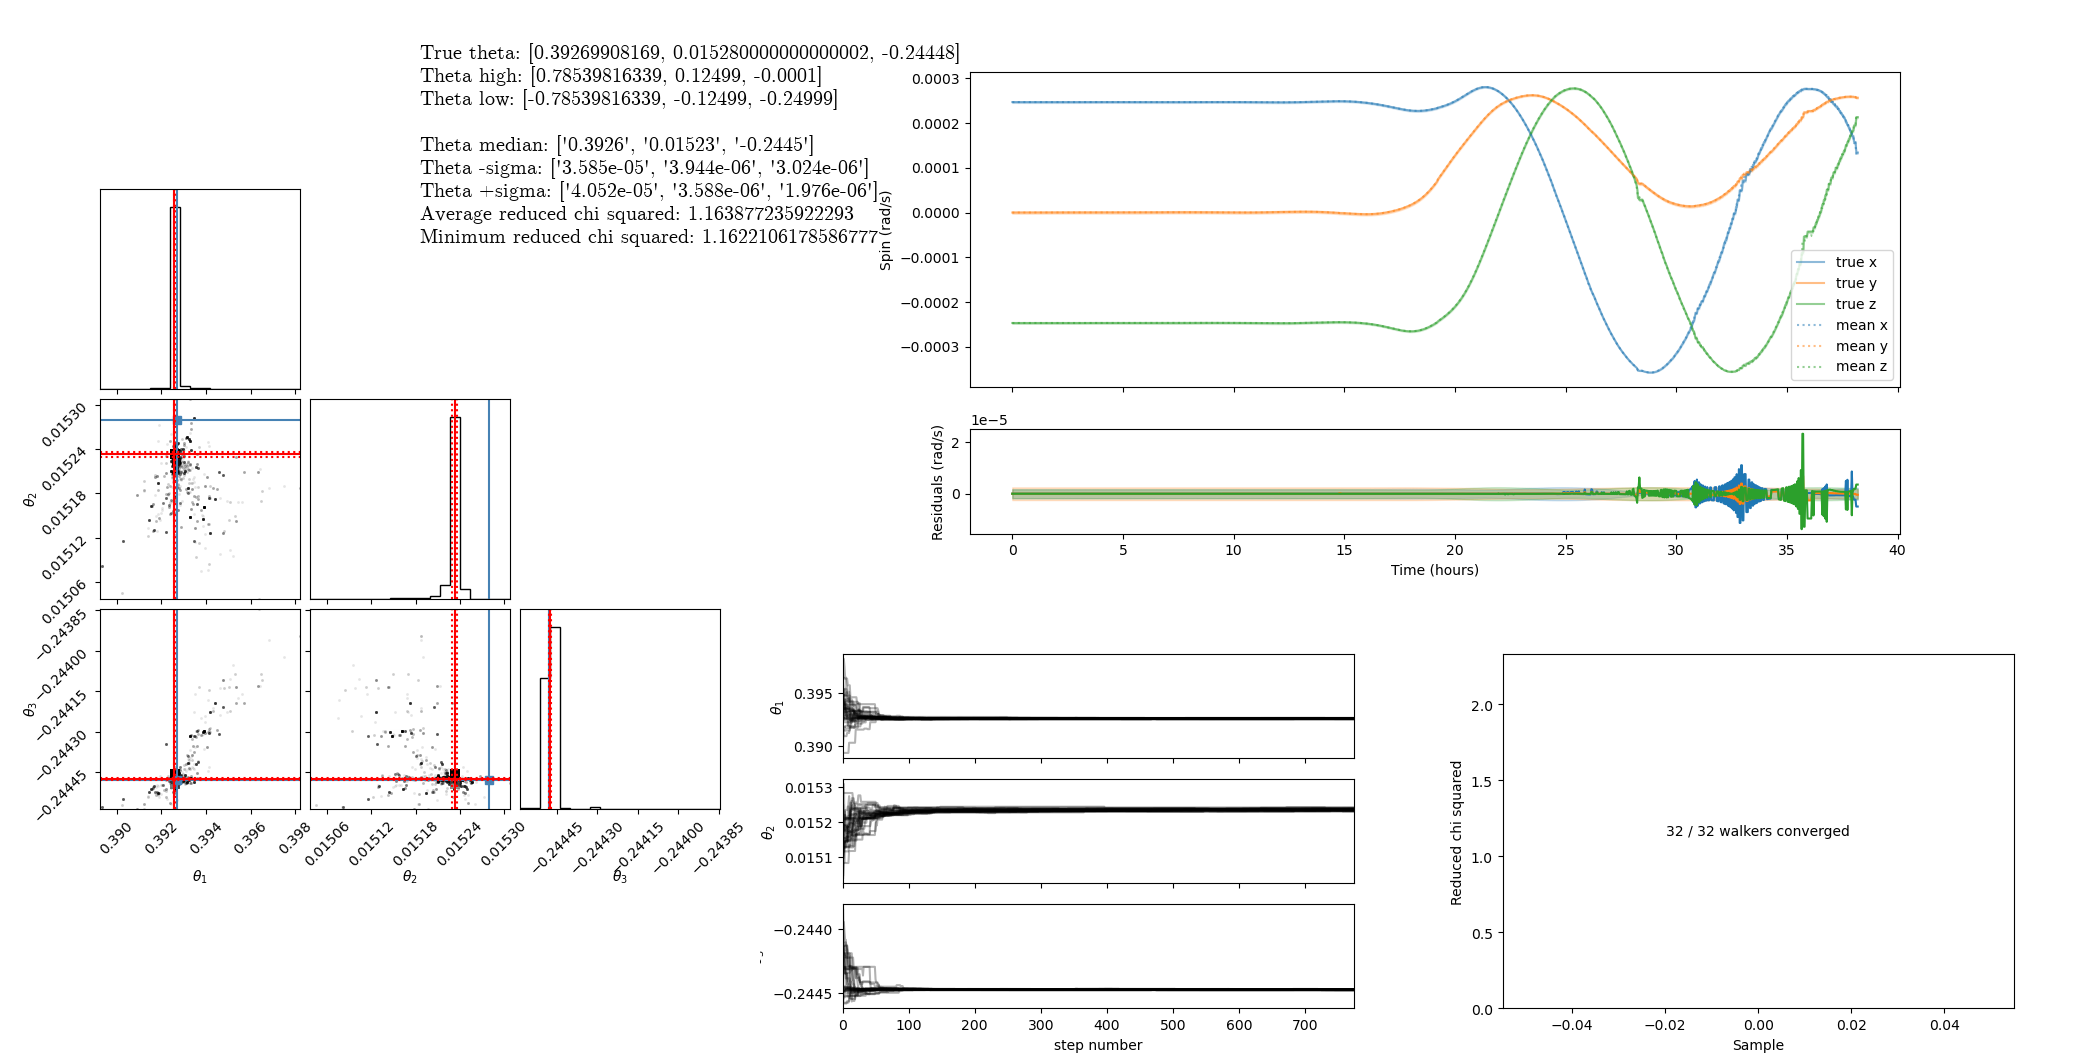 True theta: [0.39269908169, 0.015280000000000002, -0.24448]
Theta high: [0.78539816339, 0.12499, -0.0001]
Theta low: [-0.78539816339, -0.12499, -0.24999]
Theta median: ['0.3926', '0.01523', '-0.2445']
Theta -sigma: ['3.585e-05', '3.944e-06', '3.024e-06']
Theta +sigma: ['4.052e-05', '3.588e-06', '1.976e-06']
Average reduced chi squared: 1.163877235922293
Minimum reduced chi squared: 1.1622106178586777
0.0003
0.0002
0.0001
0.0000
−0.0001
−0.0002
−0.0003
Spin (rad/s)
true x
true y
true z
mean x
mean y
mean z
1e−5
2
0
Residuals (rad/s)
0
5
10
15
20
25
30
35
40
Time (hours)
0.01530
0.01524
0.01518
0.01512
0.01506
θ2
−0.24385
−0.24400
−0.24415
−0.24430
−0.24445
θ3
0.390
0.392
0.394
0.396
0.398
θ1
0.01506
0.01512
0.01518
0.01524
0.01530
θ2
−0.24445
−0.24430
−0.24415
−0.24400
−0.24385
θ3
0.395
0.390
θ1
0.0153
0.0152
0.0151
θ2
−0.2440
−0.2445
0
100
200
300
400
500
600
700
step number
2.0
1.5
1.0
0.5
0.0
Reduced chi squared
32 / 32 walkers converged
−0.04
−0.02
0.00
0.02
0.04
Sample